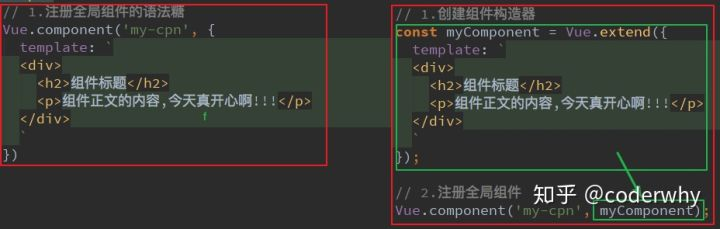 // 1.注册全局组件的语法糖
Vue.component('my-cpn', {
  template: `
  <div>
    <h2>组件标题</h2>
    <p>组件正文的内容,今天真开心啊!!!</p>
  </div>
  `
})
// 1.创建组件构造器
const myComponent = Vue.extend({
  template: `
  <div>
    <h2>组件标题</h2>
    <p>组件正文的内容,今天真开心啊!!!</p>
  </div>
  `
});
// 2.注册全局组件
Vue.component('my-cpn', myComponent);
知乎 @coderwhy